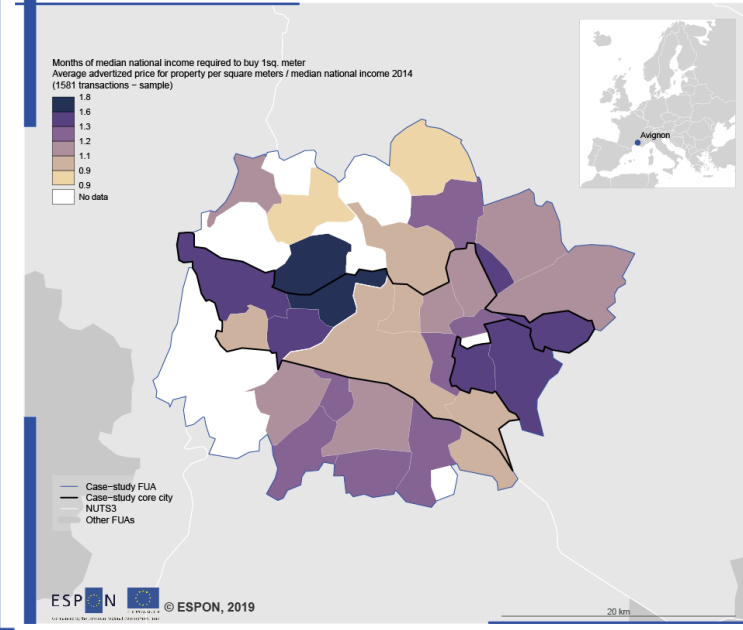 Months of median national income required to buy 1sq. meter
Average advertized price for property per square meters / median national income 2014
(1581 transactions − sample)
1.8
1.6
1.3
1.2
1.1
0.9
0.9
No data
Avignon
Case−study FUA
Case−study core city
NUTS3
Other FUAs
ESPON
© ESPON, 2019
20 km